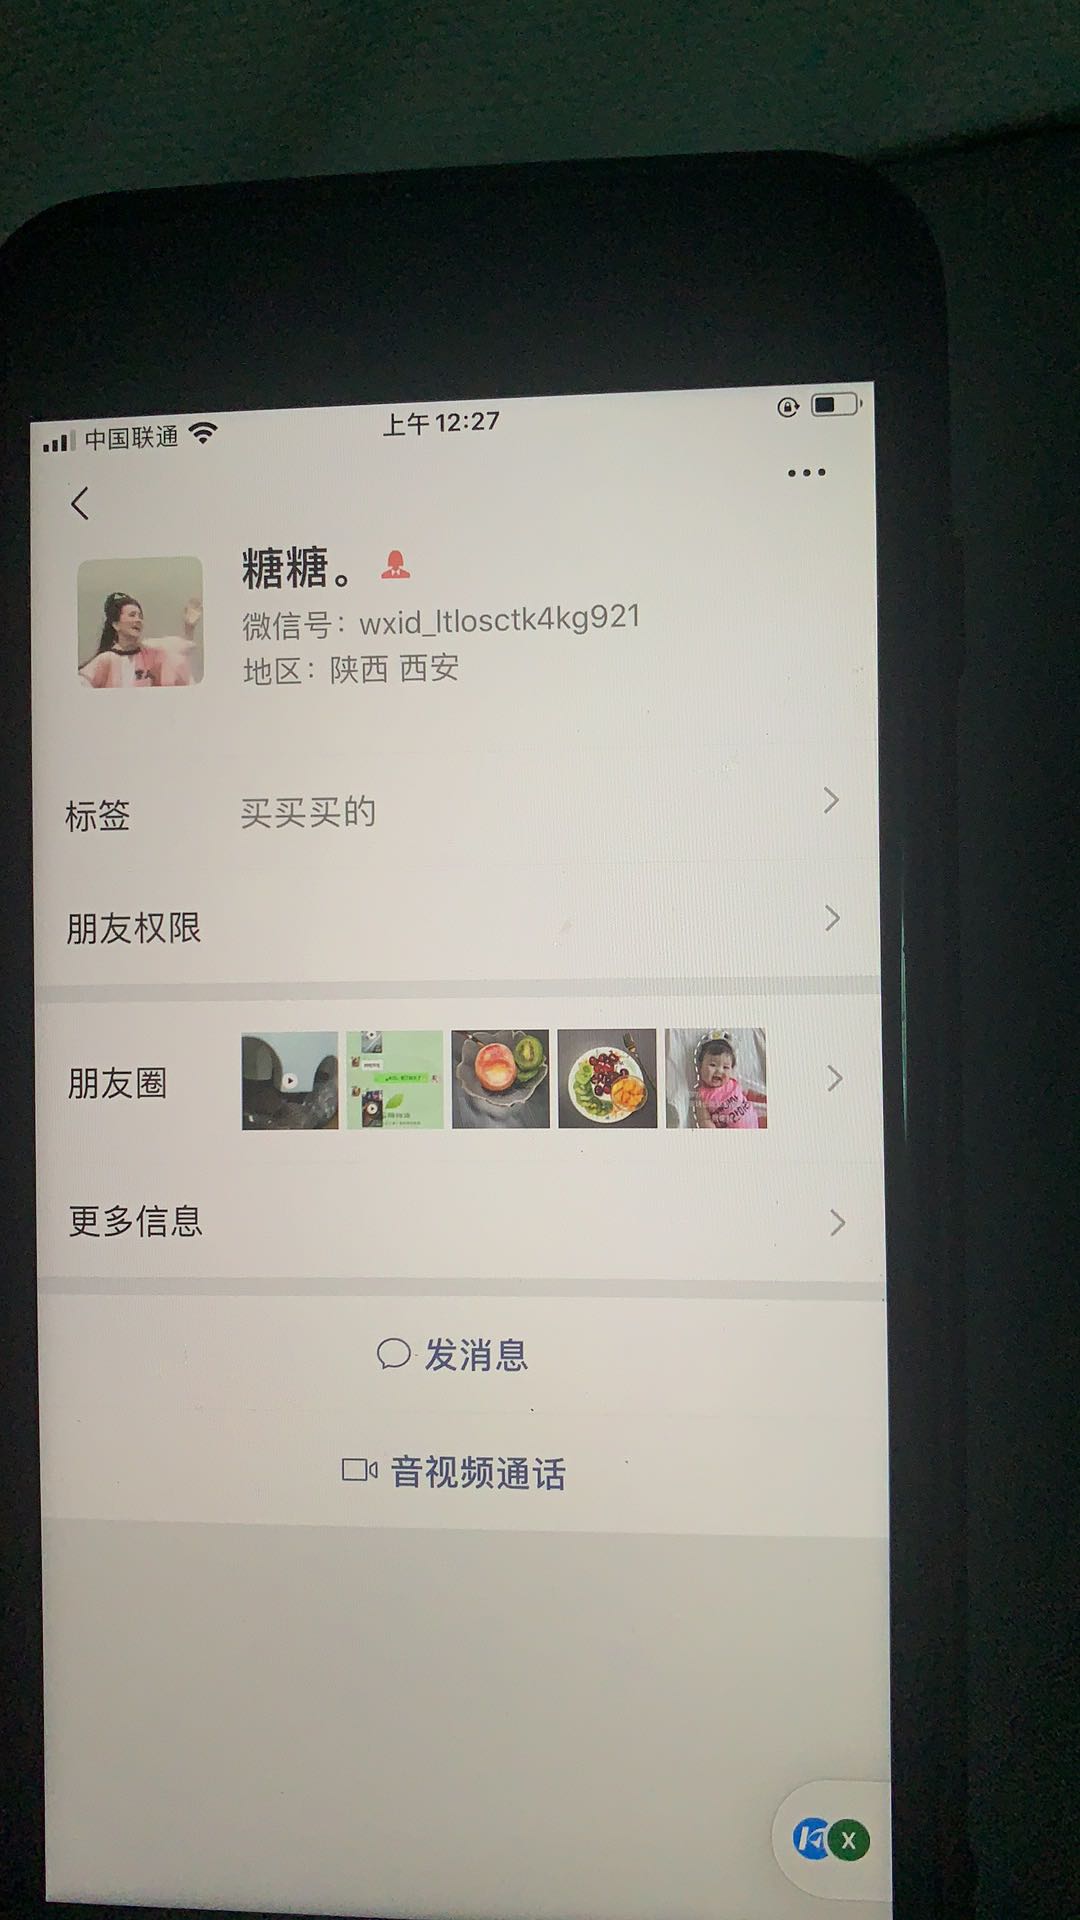 中国联通
上午12:27
糖糖。
微信号：wxid_ltlosctk4kg921
地区：陕西 西安
标签 买买买的
朋友权限
朋友圈
更多信息
发消息
音视频通话
X